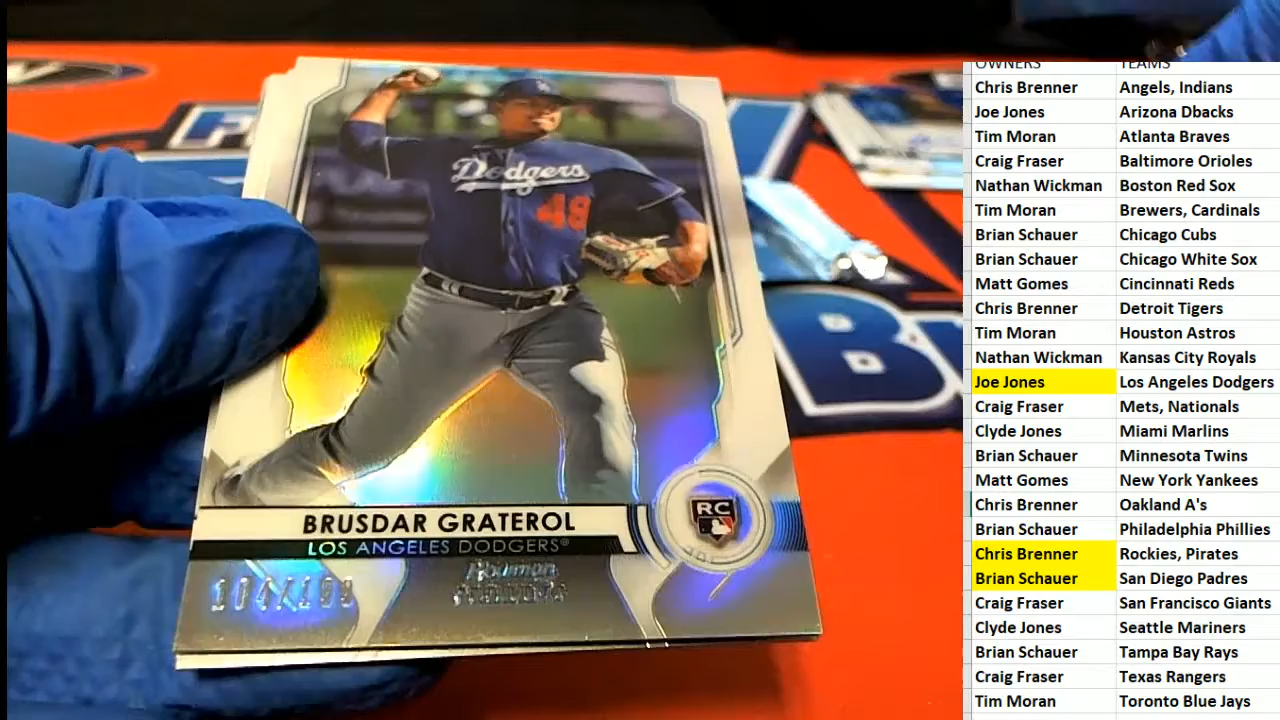 Dodgers
48
BRUSDAR GRATEROL
LOS ANGELES DODGERS®
RC
Bowman
OWNERS TEAMS
Chris Brenner Angels, Indians
Joe Jones Arizona Dbacks
Tim Moran Atlanta Braves
Craig Fraser Baltimore Orioles
Nathan Wickman Boston Red Sox
Tim Moran Brewers, Cardinals
Brian Schauer Chicago Cubs
Brian Schauer Chicago White Sox
Matt Gomes Cincinnati Reds
Chris Brenner Detroit Tigers
Tim Moran Houston Astros
Nathan Wickman Kansas City Royals
Joe Jones Los Angeles Dodgers
Craig Fraser Mets, Nationals
Clyde Jones Miami Marlins
Brian Schauer Minnesota Twins
Matt Gomes New York Yankees
Chris Brenner Oakland A's
Brian Schauer Philadelphia Phillies
Chris Brenner Rockies, Pirates
Brian Schauer San Diego Padres
Craig Fraser San Francisco Giants
Clyde Jones Seattle Mariners
Brian Schauer Tampa Bay Rays
Craig Fraser Texas Rangers
Tim Moran Toronto Blue Jays